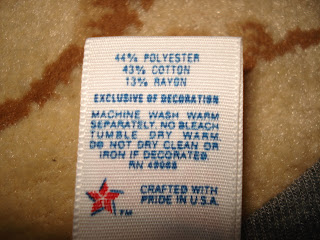 44% POLYESTER
43% COTTON
13% RAYON
EXCLUSIVE OF DECORATION
MACHINE WASH WARM
SEPARATELY. NO BLEACH
TUMBLE DRY WARM
DO NOT DRY CLEAN OR
IRON IF DECORATED.
RN
CRAFTED WITH
PRIDE IN U.S.A.
TM